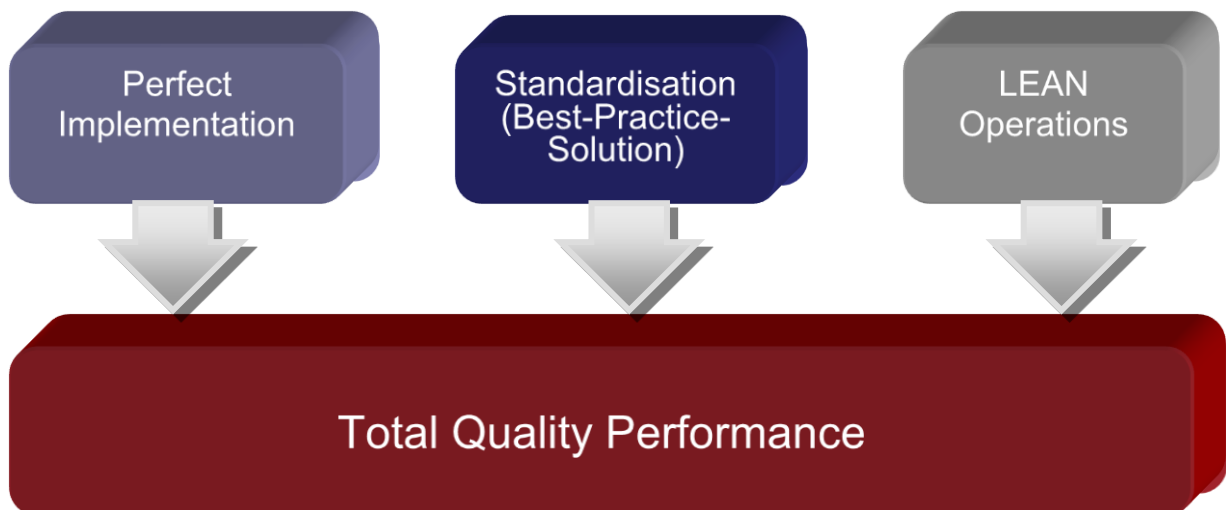 Perfect
Implementation
Standardisation
(Best-Practice-
Solution)
LEAN
Operations
Total Quality Performance